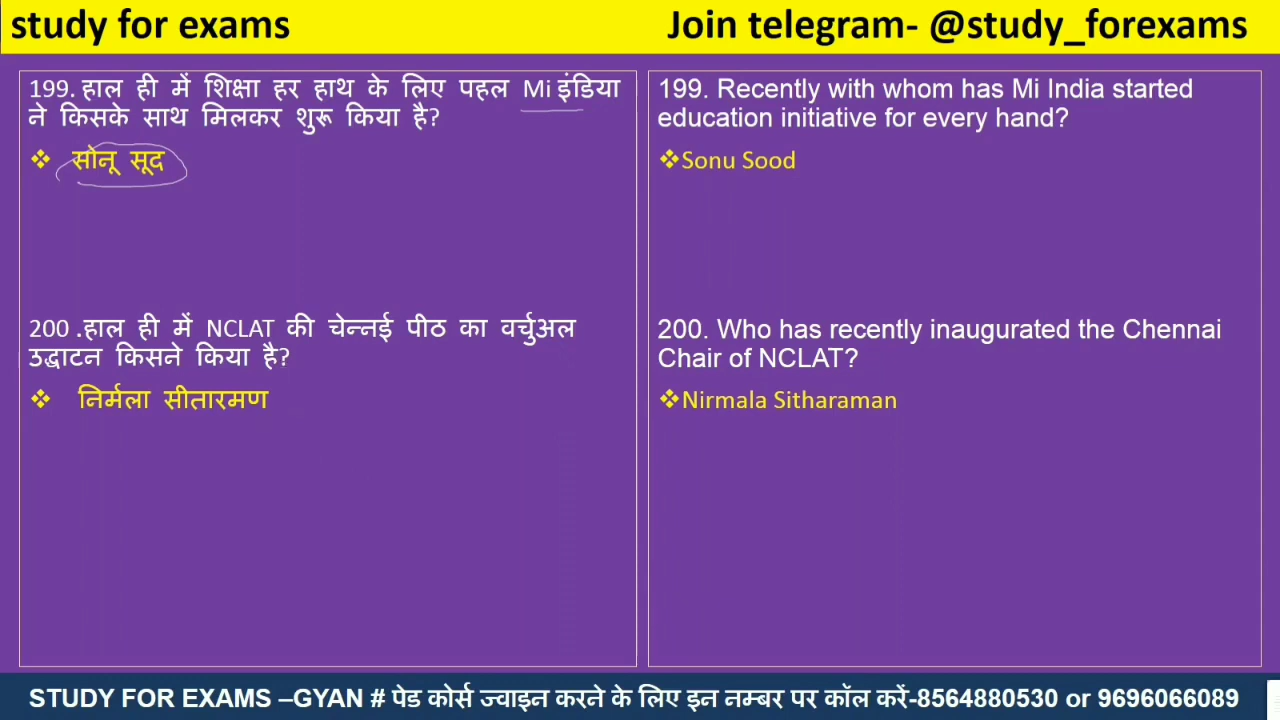 study for exams
Join telegram- @study_forexams
199. हाल ही में शिक्षा हर हाथ के लिए पहल Mi इंडिया
ने किसके साथ मिलकर शुरू किया है?
❖ सोनू सूद
200 .हाल ही में NCLAT की चेन्नई पीठ का वर्चुअल
उद्घाटन किसने किया है?
❖ निर्मला सीतारमण
199. Recently with whom has Mi India started
education initiative for every hand?
❖Sonu Sood
200. Who has recently inaugurated the Chennai
Chair of NCLAT?
❖Nirmala Sitharaman
STUDY FOR EXAMS –GYAN # पेड कोर्स ज्वाइन करने के लिए इन नम्बर पर कॉल करें-8564880530 or 9696066089